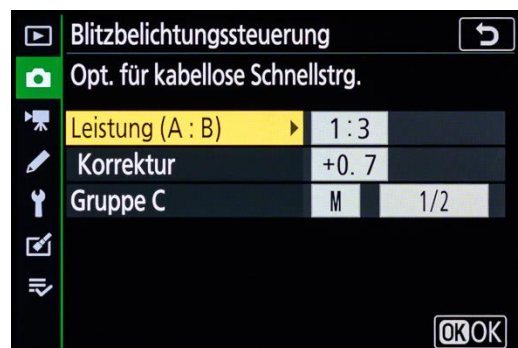 Blitzbelichtungssteuerung
Opt. für kabellose Schnellstrg.
Leistung (A : B) 1:3
Korrektur +0. 7
Gruppe C M 1/2
OK OK